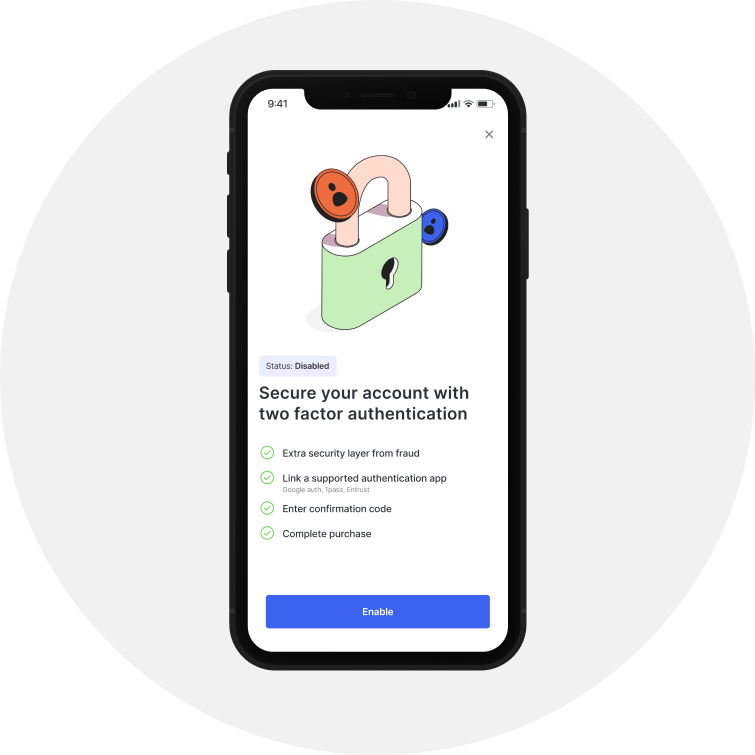 9:41
Status: Disabled
Secure your account with
two factor authentication
Extra security layer from fraud
Link a supported authentication app
Google auth, 1pass, Entrust
Enter confirmation code
Complete purchase
Enable